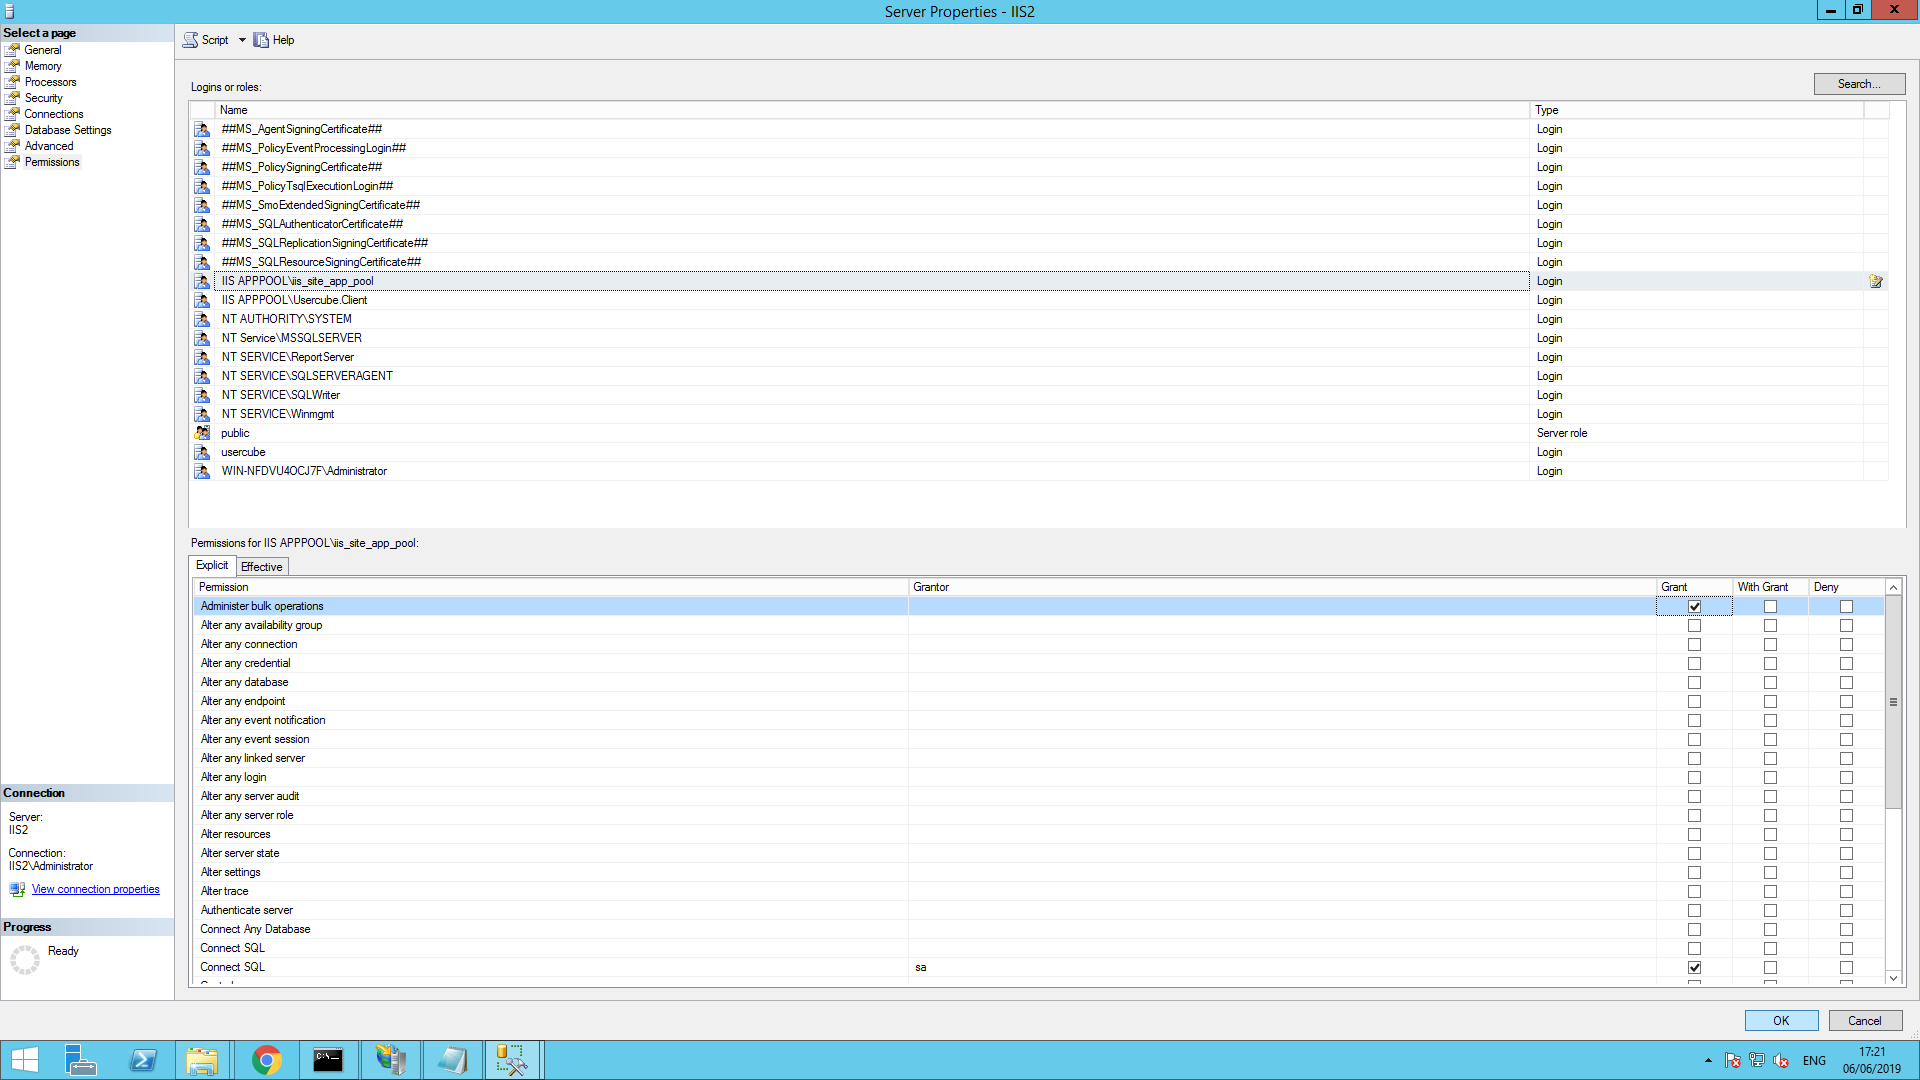 Server Properties - IIS2
Select a page
General
Memory
Processors
Security
Connections
Database Settings
Advanced
Permissions
Script
Help
Logins or roles:
Search...
Name Type
##MS_AgentSigningCertificate## Login
##MS_PolicyEventProcessingLogin## Login
##MS_PolicySigningCertificate## Login
##MS_PolicyTsqlExecutionLogin## Login
##MS_SmoExtendedSigningCertificate## Login
##MS_SQLAuthenticatorCertificate## Login
##MS_SQLReplicationSigningCertificate## Login
##MS_SQLResourceSigningCertificate## Login
IIS APPPOOL\iis_site_app_pool Login
IIS APPPOOL\Usercube.Client Login
NT AUTHORITY\SYSTEM Login
NT Service\MSSQLSERVER Login
NT SERVICE\ReportServer Login
NT SERVICE\SQLSERVERAGENT Login
NT SERVICE\SQLWriter Login
NT SERVICE\Winmgmt Login
public Server role
usercube Login
WIN-NFDVU4OCJ7F\Administrator Login
Permissions for IIS APPPOOL\iis_site_app_pool:
Explicit Effective
Permission Grantor Grant With Grant Deny
Administer bulk operations
Alter any availability group
Alter any connection
Alter any credential
Alter any database
Alter any endpoint
Alter any event notification
Alter any event session
Alter any linked server
Alter any login
Alter any server audit
Alter any server role
Alter resources
Alter server state
Alter settings
Alter trace
Authenticate server
Connect Any Database
Connect SQL
Connect SQL sa
Connection
Server:
IIS2
Connection:
IIS2\Administrator
View connection properties
Progress
Ready
OK
Cancel
C:\_
ENG
17:21
06/06/2019